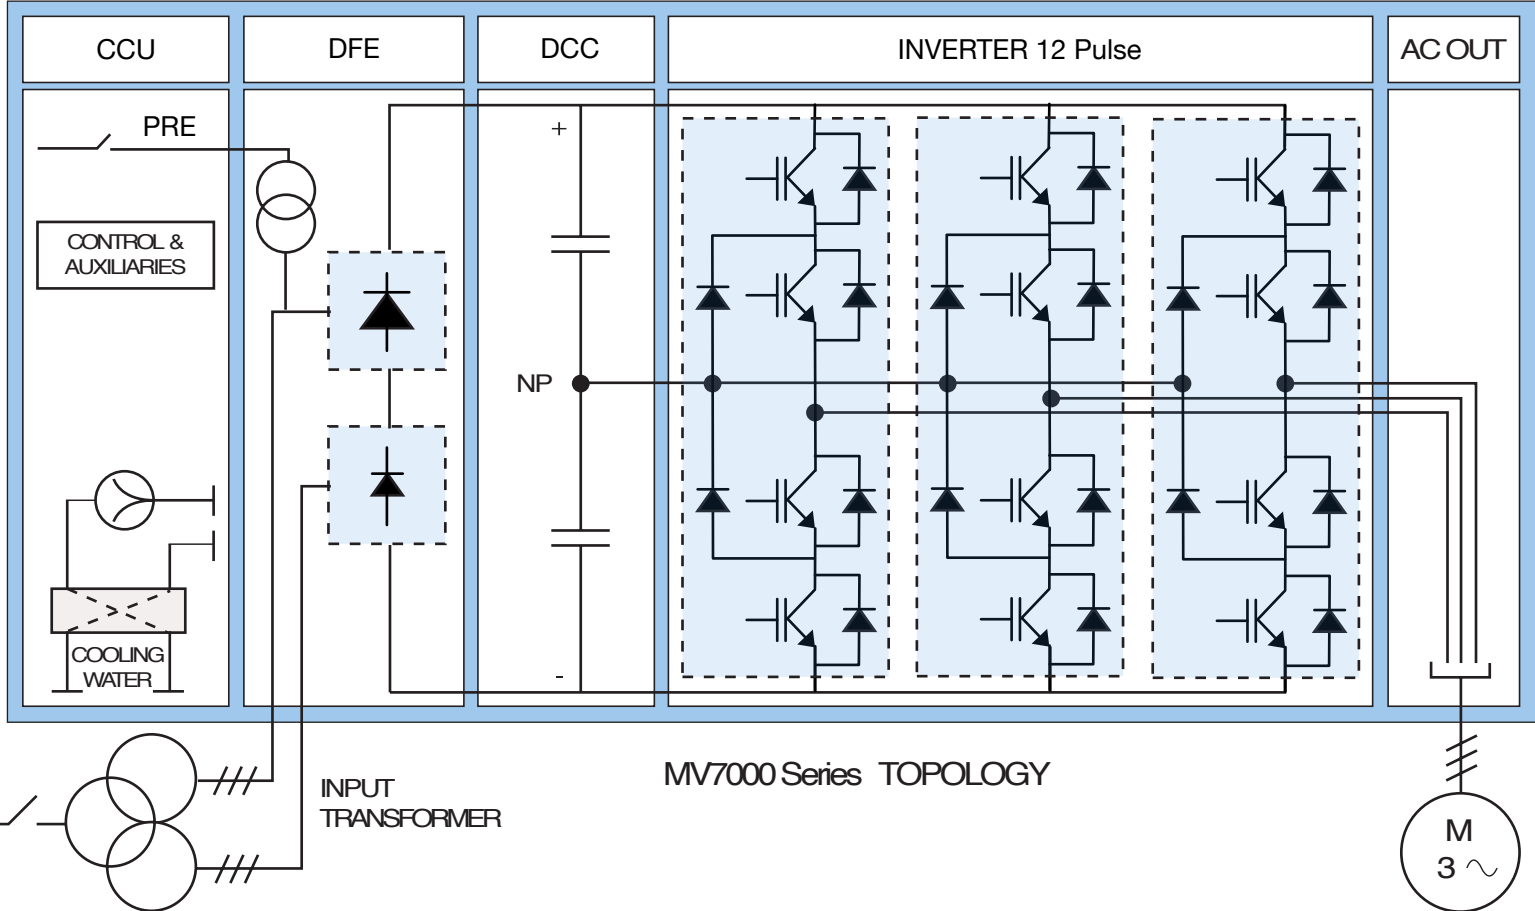 CCU
DFE
DCC
INVERTER 12 Pulse
AC OUT
PRE
+
CONTROL &
AUXILIARIES
NP
COOLING
WATER
-
INPUT
TRANSFORMER
MV7000 Series TOPOLOGY
M
3 ~